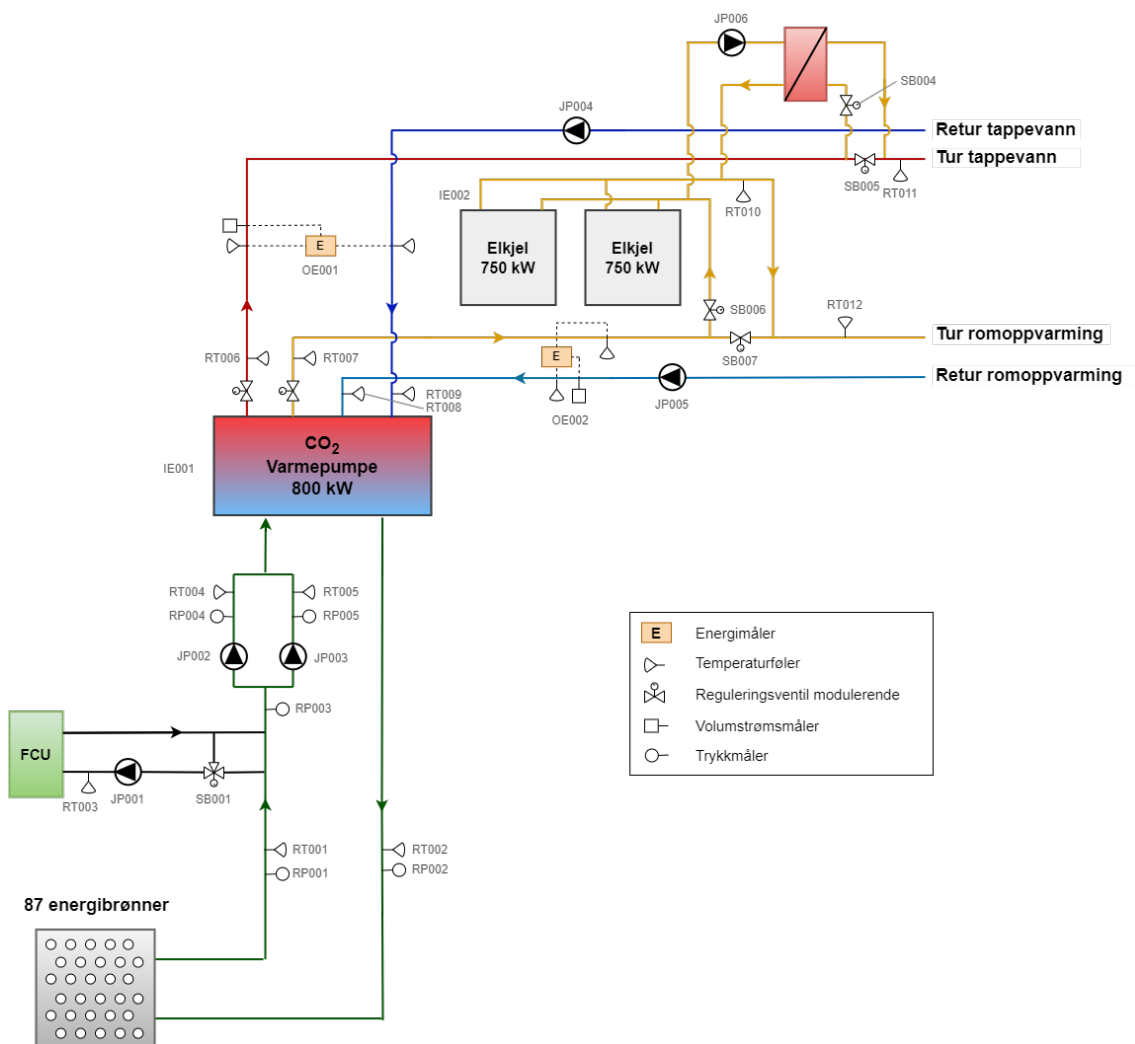 JP006
SB004
JP004
Retur tappevann
Tur tappevann
SB005
RT011
IE002
RT010
Elkjel
750 kW
Elkjel
750 kW
E
OE001
SB006
RT012
Tur romoppvarming
SB007
RT006
RT007
E
Retur romoppvarming
JP005
RT009
RT008
OE002
IE001
CO2
Varmepumpe
800 kW
RT004
RT005
RP004
RP005
JP002
JP003
RP003
FCU
RT003
JP001
SB001
RT001
RT002
RP001
RP002
87 energibrønner
E
Energimåler
Temperaturføler
Reguleringsventil modulerende
Volumstrømsmåler
Trykkmåler